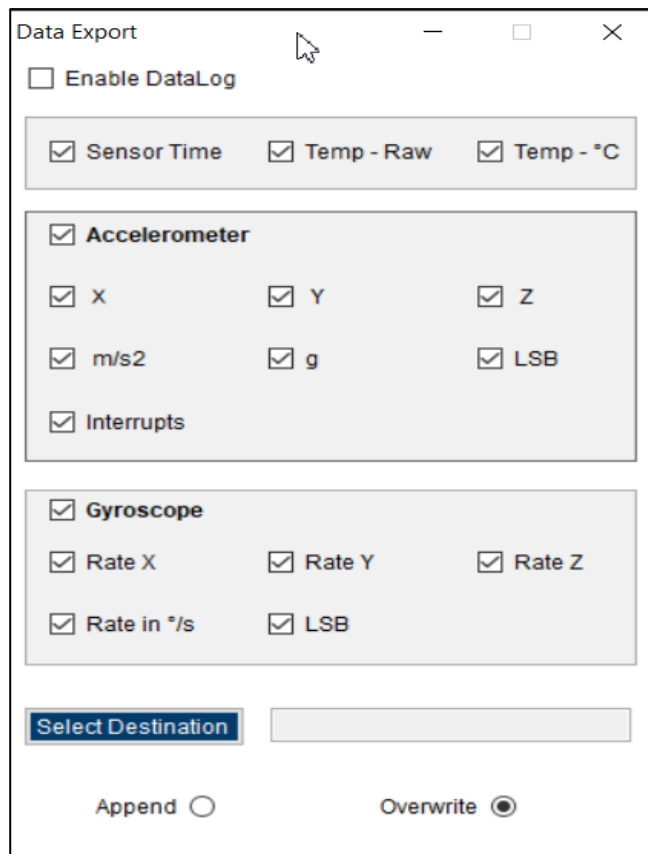 Data Export
Enable DataLog
Sensor Time Temp - Raw Temp - °C
Accelerometer
X Y Z
m/s2 g LSB
Interrupts
Gyroscope
Rate X Rate Y Rate Z
Rate in °/s LSB
Select Destination
Append Overwrite